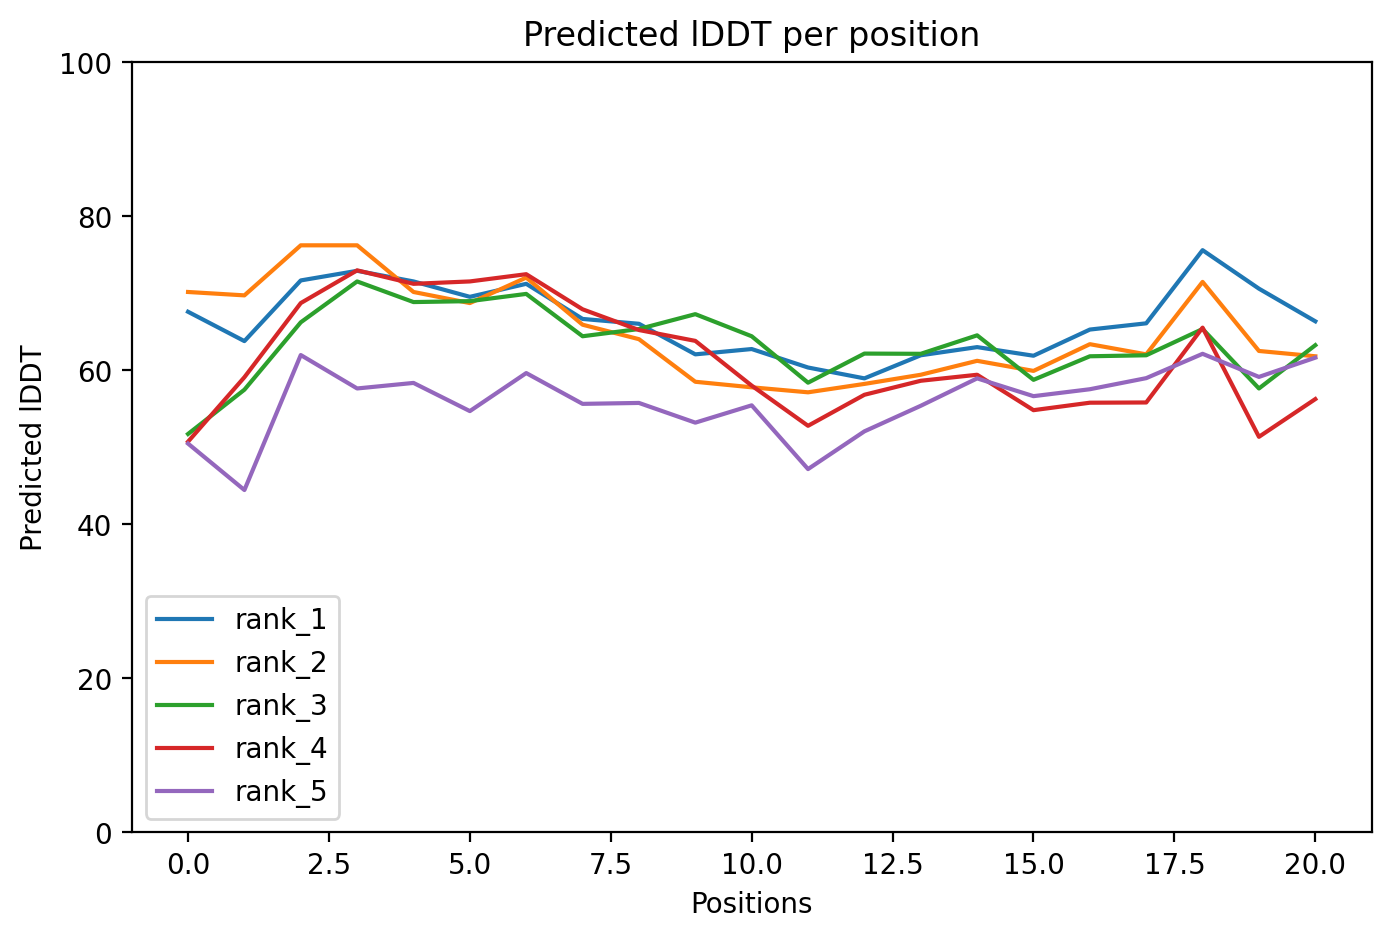 Predicted lDDT per position
100
80
60
40
20
0
Predicted lDDT
rank_1
rank_2
rank_3
rank_4
rank_5
0.0 2.5 5.0 7.5 10.0 12.5 15.0 17.5 20.0
Positions